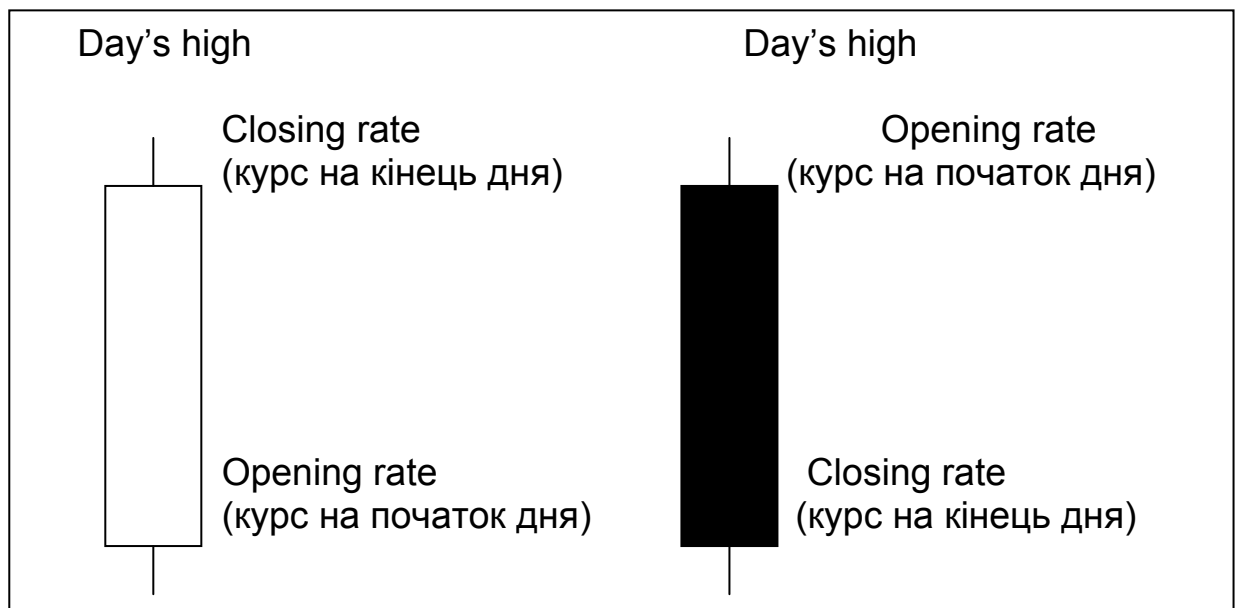 Day’s high
Closing rate
(курс на кінець дня)
Opening rate
(курс на початок дня)
Day’s high
Opening rate
(курс на початок дня)
Closing rate
(курс на кінець дня)